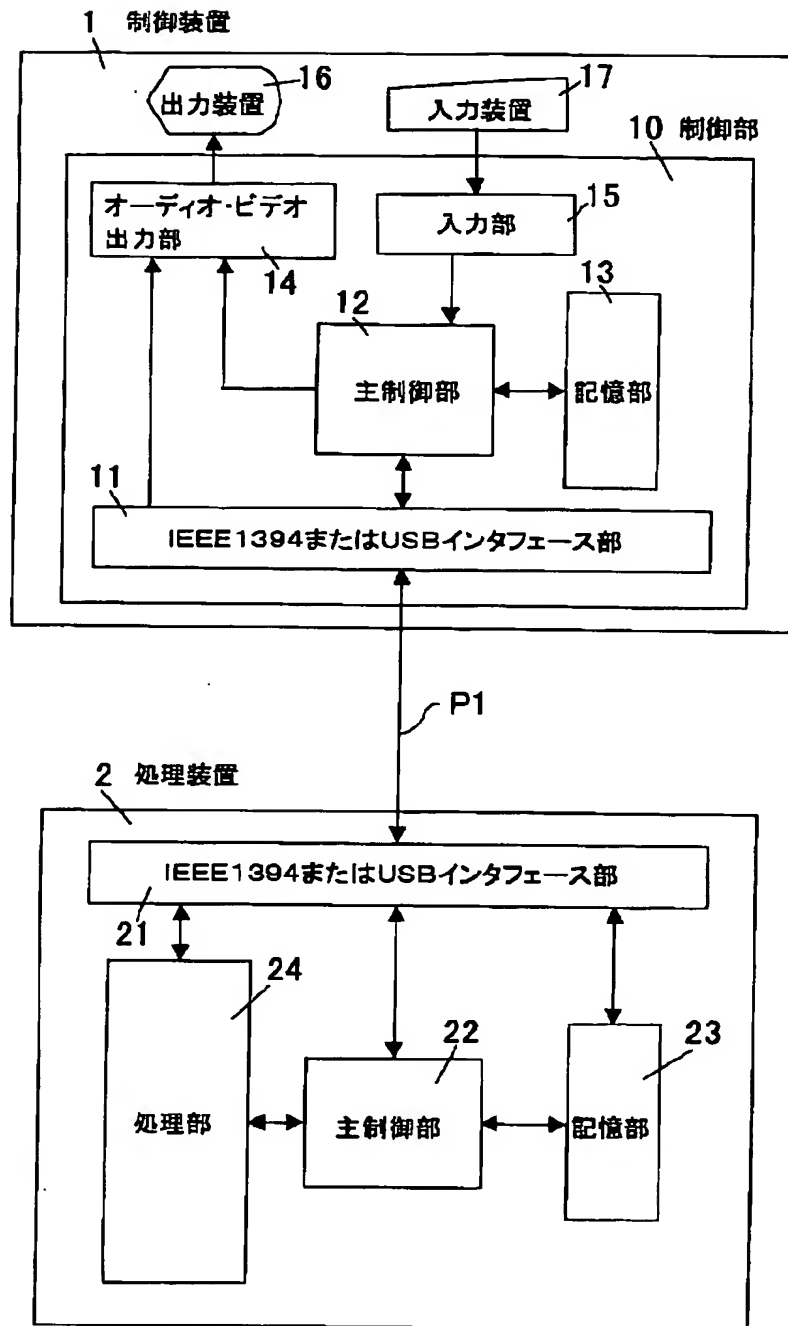 1 制御装置
16
出力装置
17
入力装置
10 制御部
オーディオ・ビデオ
出力部
14
15
入力部
12
主制御部
13
記憶部
11
IEEE1394またはUSBインタフェース部
P1
2 処理装置
IEEE1394またはUSBインタフェース部
21
24
処理部
22
主制御部
23
記憶部